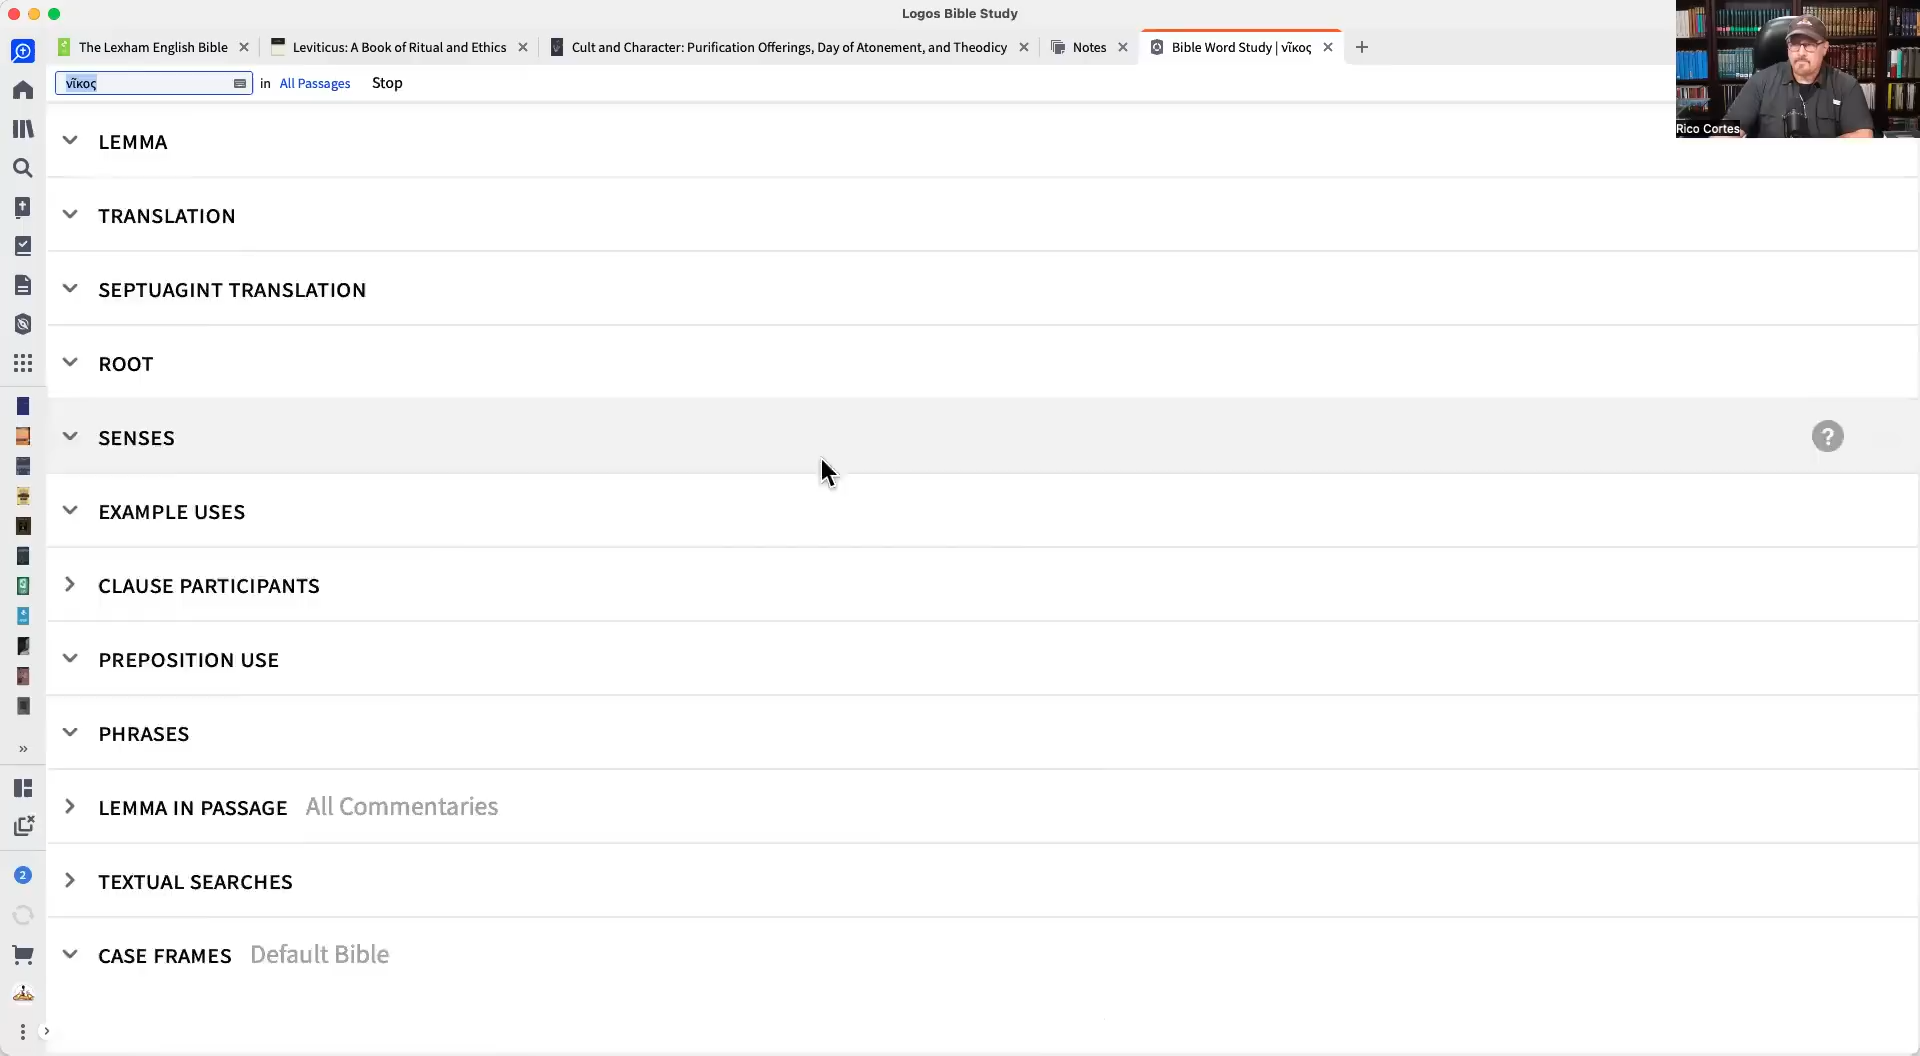 Logos Bible Study
The Lexham English Bible
Leviticus: A Book of Ritual and Ethics
Cult and Character: Purification Offerings, Day of Atonement, and Theodicy
Notes
Bible Word Study | νῖκος
νῖκος in All Passages Stop
Rico Cortes
LEMMA
TRANSLATION
SEPTUAGINT TRANSLATION
ROOT
SENSES
?
EXAMPLE USES
CLAUSE PARTICIPANTS
PREPOSITION USE
PHRASES
LEMMA IN PASSAGE All Commentaries
TEXTUAL SEARCHES
2
CASE FRAMES Default Bible